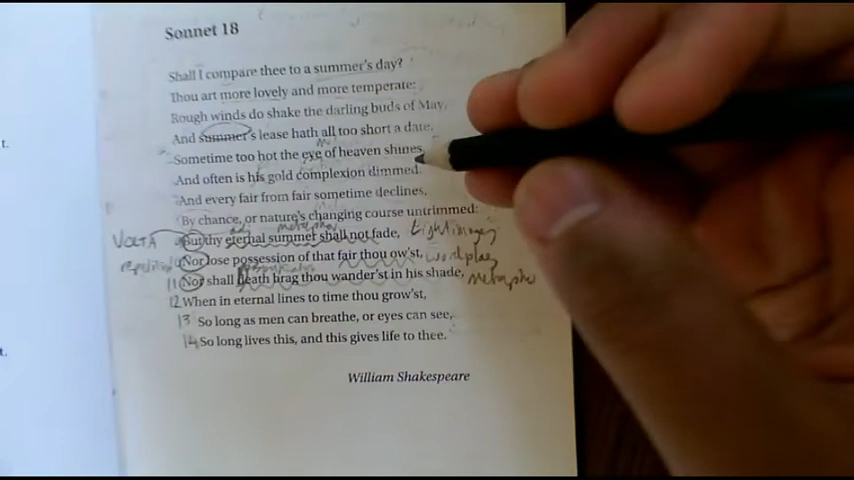 Sonnet 18
Shall I compare thee to a summer's day?
Thou art more lovely and more temperate:
Rough winds do shake the darling buds of May,
And summer's lease hath all too short a date.
Sometime too hot the eye of heaven shines,
And often is his gold complexion dimmed.
And every fair from fair sometime declines,
By chance, or nature's changing course untrimmed:
metaphor
VOLTA But thy eternal summer shall not fade, light imagery
Nor lose possession of that fair thou ow'st, wordplay
11 Nor shall Death brag thou wander'st in his shade, metaphor
12 When in eternal lines to time thou grow'st,
13 So long as men can breathe, or eyes can see,
14 So long lives this, and this gives life to thee.
William Shakespeare
t.
t.